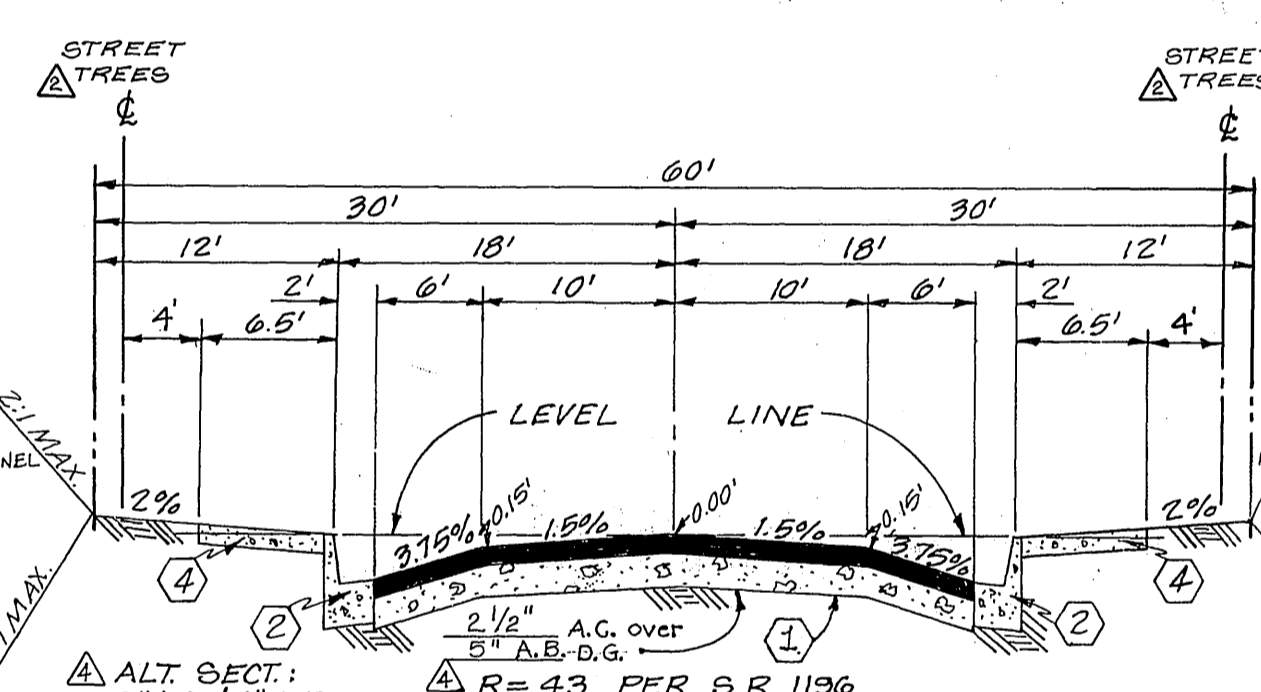 STREET
2 TREES
℄
STREET
2 TREES
℄
60'
30' 30'
12' 18' 18' 12'
2' 6' 10' 10' 6' 2'
4' 6.5' 6.5' 4'
2:1 MAX.
NEL
LEVEL LINE
2% 3.75% -0.15' 1.5% 0.00' 1.5% -0.15' 3.75% 2%
4 4
2 2
1
MAX.
2 1/2" A.C. over
5" A.B. D.G.
4 ALT. SECT.:
4 R=43 PER S.R. 1196